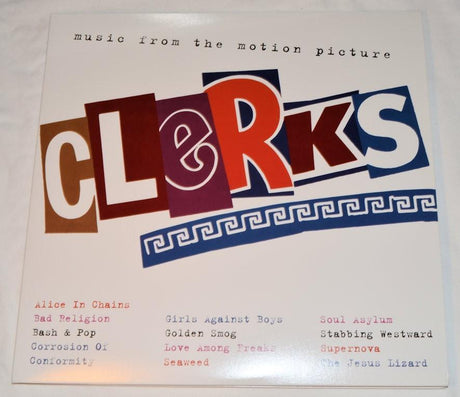 music from the motion picture
CLeRKS
Alice In Chains
Bad Religion
Bash & Pop
Corrosion Of
Conformity
Girls Against Boys
Golden Smog
Love Among Freaks
Seaweed
Soul Asylum
Stabbing Westward
Supernova
The Jesus Lizard